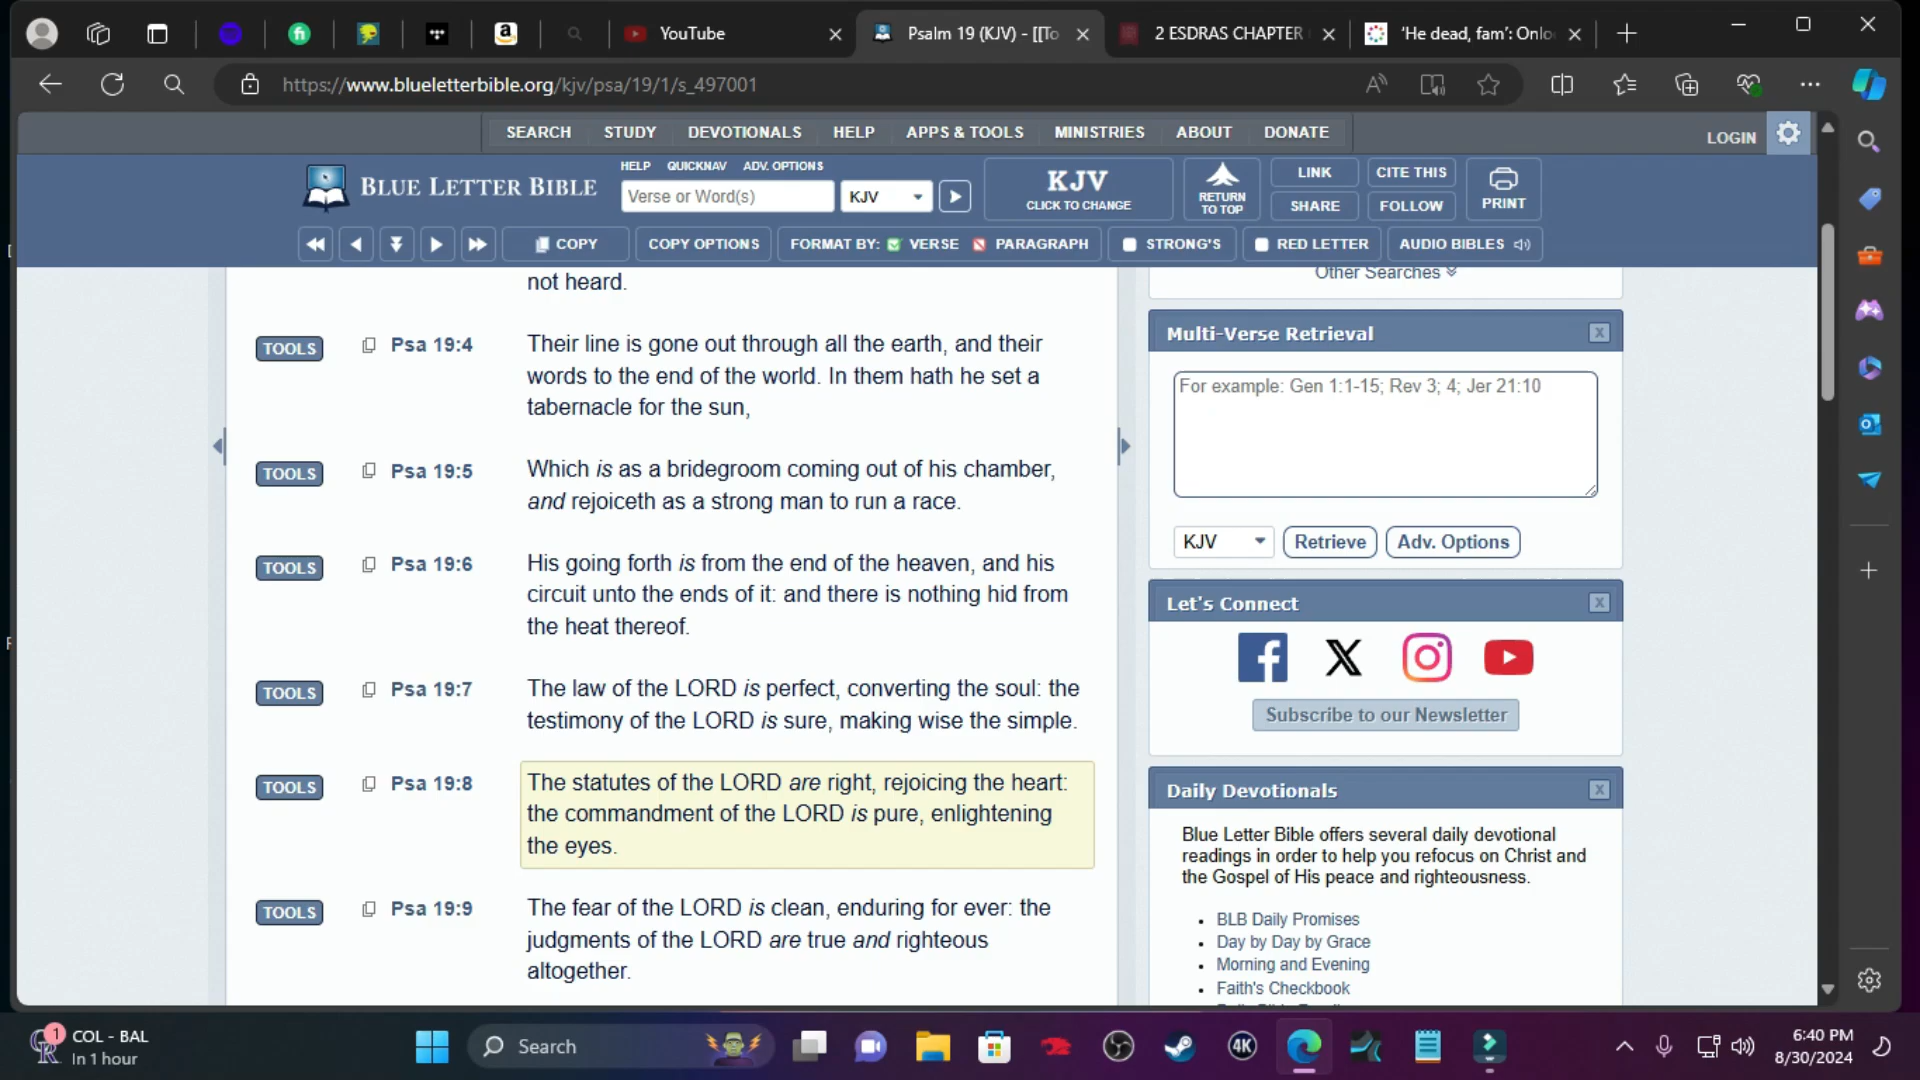 YouTube
Psalm 19 (KJV) - [[To
2 ESDRAS CHAPTER
'He dead, fam': Onlo
https://www.blueletterbible.org/kjv/psa/19/1/s_497001
SEARCH STUDY DEVOTIONALS HELP APPS & TOOLS MINISTRIES ABOUT DONATE
LOGIN
BLUE LETTER BIBLE
HELP QUICKNAV ADV. OPTIONS
Verse or Word(s)
KJV
KJV
CLICK TO CHANGE
RETURN
TO TOP
LINK
CITE THIS
SHARE
FOLLOW
PRINT
COPY
COPY OPTIONS
FORMAT BY: VERSE PARAGRAPH
STRONG'S
RED LETTER
AUDIO BIBLES
not heard.
TOOLS Psa 19:4 Their line is gone out through all the earth, and their
words to the end of the world. In them hath he set a
tabernacle for the sun,
TOOLS Psa 19:5 Which is as a bridegroom coming out of his chamber,
and rejoiceth as a strong man to run a race.
TOOLS Psa 19:6 His going forth is from the end of the heaven, and his
circuit unto the ends of it: and there is nothing hid from
the heat thereof.
TOOLS Psa 19:7 The law of the LORD is perfect, converting the soul: the
testimony of the LORD is sure, making wise the simple.
TOOLS Psa 19:8 The statutes of the LORD are right, rejoicing the heart:
the commandment of the LORD is pure, enlightening
the eyes.
TOOLS Psa 19:9 The fear of the LORD is clean, enduring for ever: the
judgments of the LORD are true and righteous
altogether.
Other Searches
Multi-Verse Retrieval
X
For example: Gen 1:1-15; Rev 3; 4; Jer 21:10
KJV Retrieve Adv. Options
Let's Connect
X
Subscribe to our Newsletter
Daily Devotionals
X
Blue Letter Bible offers several daily devotional
readings in order to help you refocus on Christ and
the Gospel of His peace and righteousness.
BLB Daily Promises
Day by Day by Grace
Morning and Evening
Faith's Checkbook
1
COL - BAL
In 1 hour
Search
4K
6:40 PM
8/30/2024